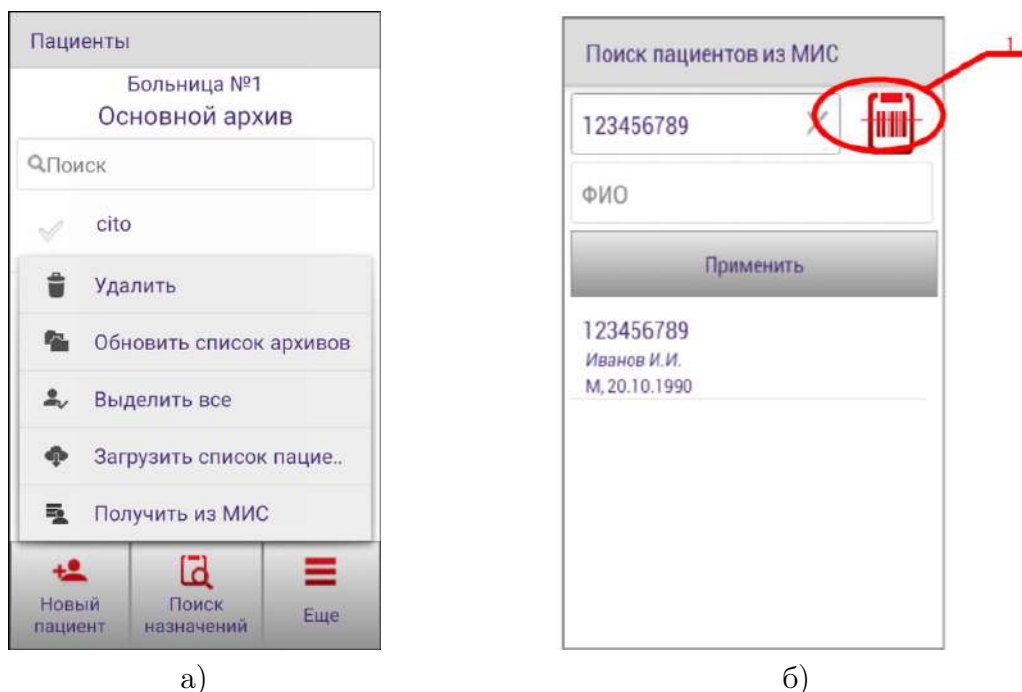 Пациенты
Больница №1
Основной архив
Поиск
cito
Удалить
Обновить список архивов
Выделить все
Загрузить список пацие..
Получить из МИС
Новый
пациент
Поиск
назначений
Еще
а)
Поиск пациентов из МИС
1
123456789
ФИО
Применить
123456789
Иванов И.И.
М, 20.10.1990
б)